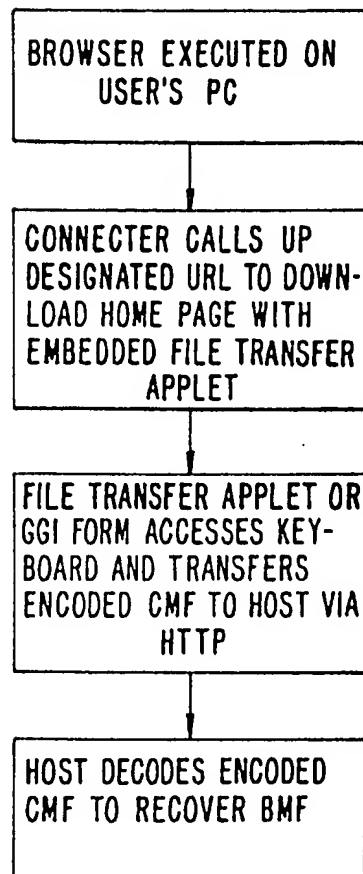 BROWSER EXECUTED ON
USER'S PC
CONNECTER CALLS UP
DESIGNATED URL TO DOWN-
LOAD HOME PAGE WITH
EMBEDDED FILE TRANSFER
APPLET
FILE TRANSFER APPLET OR
GGI FORM ACCESSES KEY-
BOARD AND TRANSFERS
ENCODED CMF TO HOST VIA
HTTP
HOST DECODES ENCODED
CMF TO RECOVER BMF